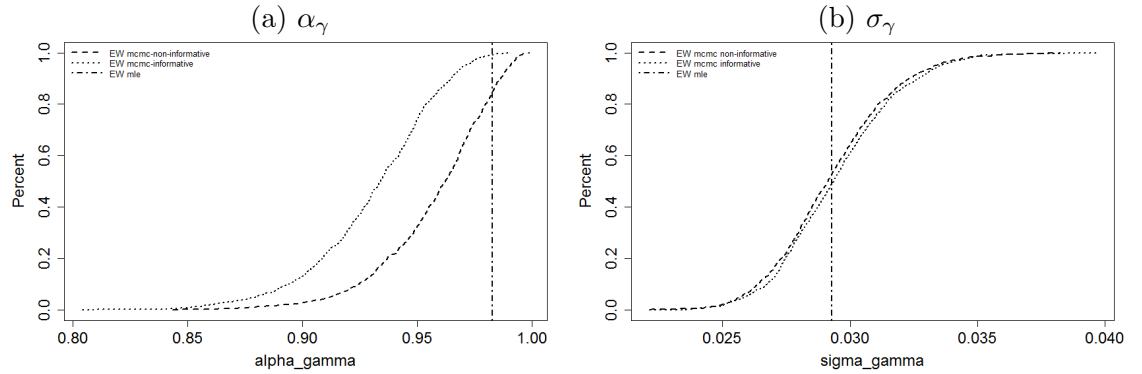 (a) αγ
EW mcmc-non-informative
EW mcmc-informative
EW mle
Percent
1.0
0.8
0.6
0.4
0.2
0.0
0.80 0.85 0.90 0.95 1.00
alpha_gamma
(b) σγ
EW mcmc non-informative
EW mcmc informative
EW mle
Percent
1.0
0.8
0.6
0.4
0.2
0.0
0.025 0.030 0.035 0.040
sigma_gamma